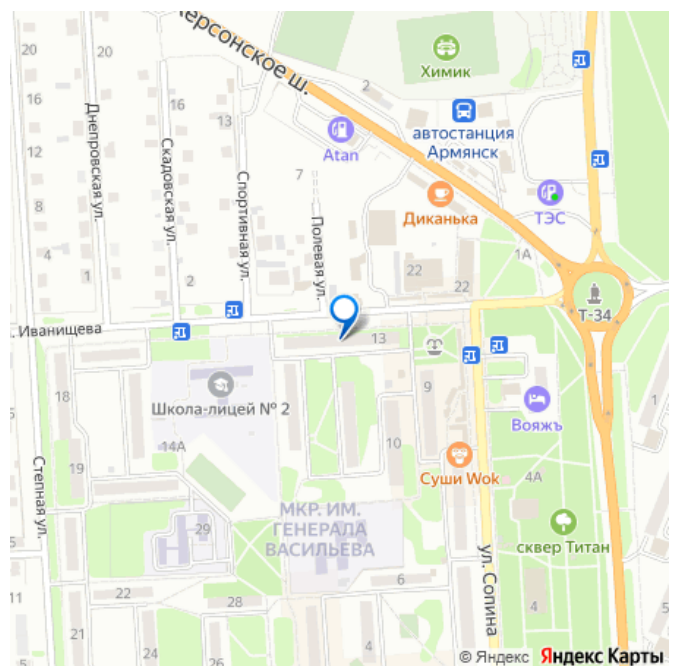 20
20
ерсонское ш.
Химик
2
16
16
13
автостанция
Армянск
Atan
12
Днепровская ул.
Скадовская ул.
Спортивная ул.
7
Полевая ул.
Диканька
ТЭС
8
4
1
2
22
22
1А
. Иванищева
Т-34
13
18
Школа-лицей № 2
9
Вояжъ
1
14А
19
10
Суши Wok
4А
Степная ул.
МКР. ИМ.
ГЕНЕРАЛА
ВАСИЛЬЕВА
29
сквер Титан
ул. Сопина
11
22
28
6
4
24
26
4
5
© Яндекс Яндекс Карты